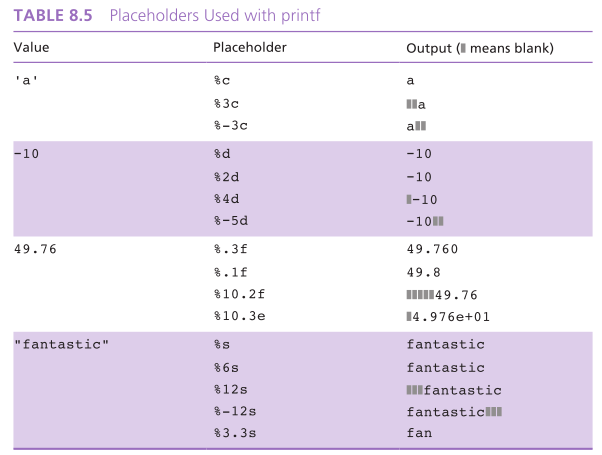 TABLE 8.5 Placeholders Used with printf
Value Placeholder Output (▮ means blank)
'a' %c a
%3c ▮▮a
%-3c a▮▮
-10 %d -10
%2d -10
%4d ▮-10
%-5d -10▮▮
49.76 %.3f 49.760
%.1f 49.8
%10.2f ▮▮▮▮▮49.76
%10.3e ▮4.976e+01
"fantastic" %s fantastic
%6s fantastic
%12s ▮▮▮fantastic
%-12s fantastic▮▮▮
%3.3s fan